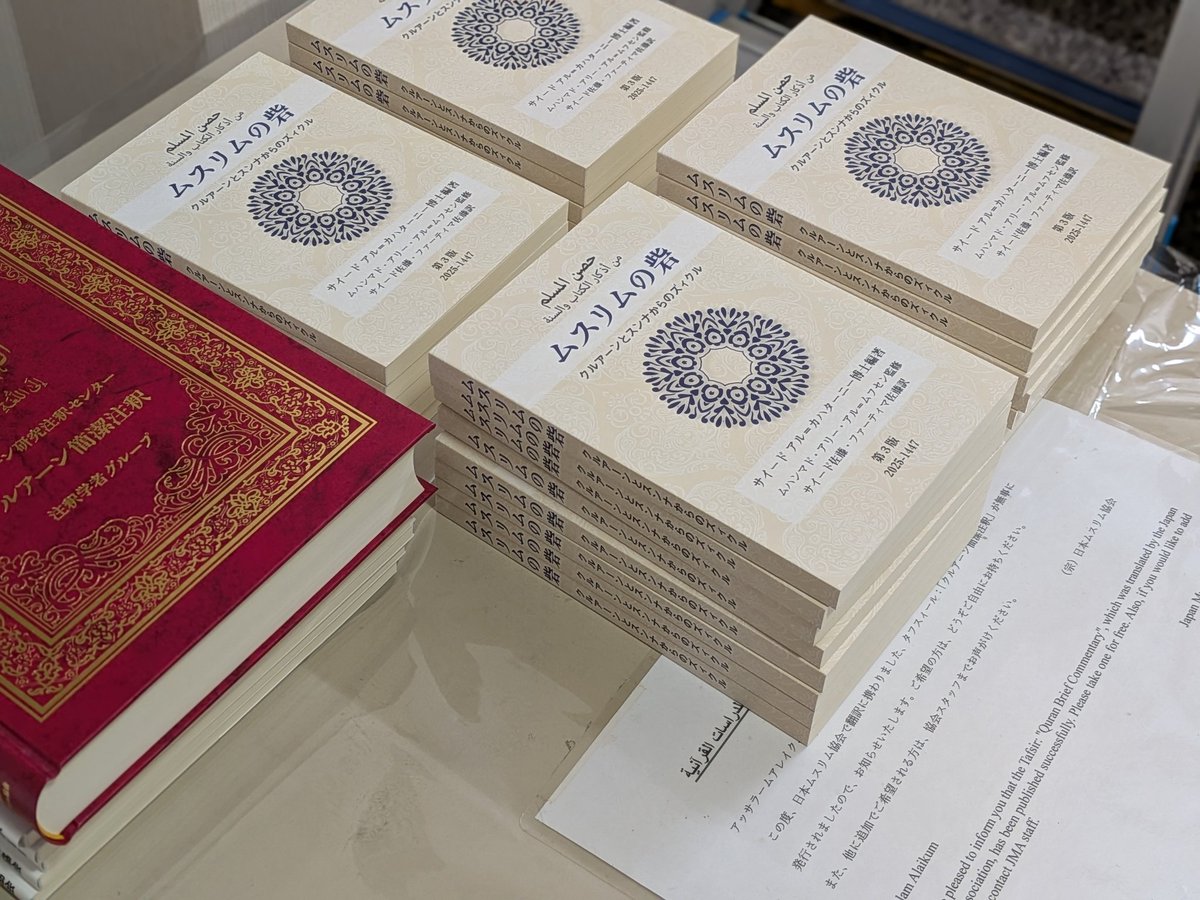 حصن المسلم
من أذكار الكتاب والسنة
ムスリムの砦
クルアーンとスンナからのズィクル
サイード アル＝カハターニー博士編著
ムハンマド・アリー・アル＝ムフセン監修
サイード佐藤・ファーティマ佐藤訳
第3版
2025-1447
ムスリムの砦 クルアーンとスンナからのズィクル
ン研究注釈センター
ルアーン 簡潔注釈
注釈学者グループ
للدراسات القرآنية
アッサラームアレイク
この度、日本ムスリム協会で翻訳に携わりました、タフスィール：「クルアーン簡潔注釈」が無事に
発行されましたので、お知らせいたします。ご希望の方は、どうぞご自由にお持ちください。
また、他に追加でご希望される方は、協会スタッフまでお声がけください。
（宗）日本ムスリム協会
lam Alaikum
pleased to inform you that the Tafsir: "Quran Brief Commentary", which was translated by the Japan
sociation, has been published successfully. Please take one for free. Also, if you would like to add
contact JMA staff.
Japan M